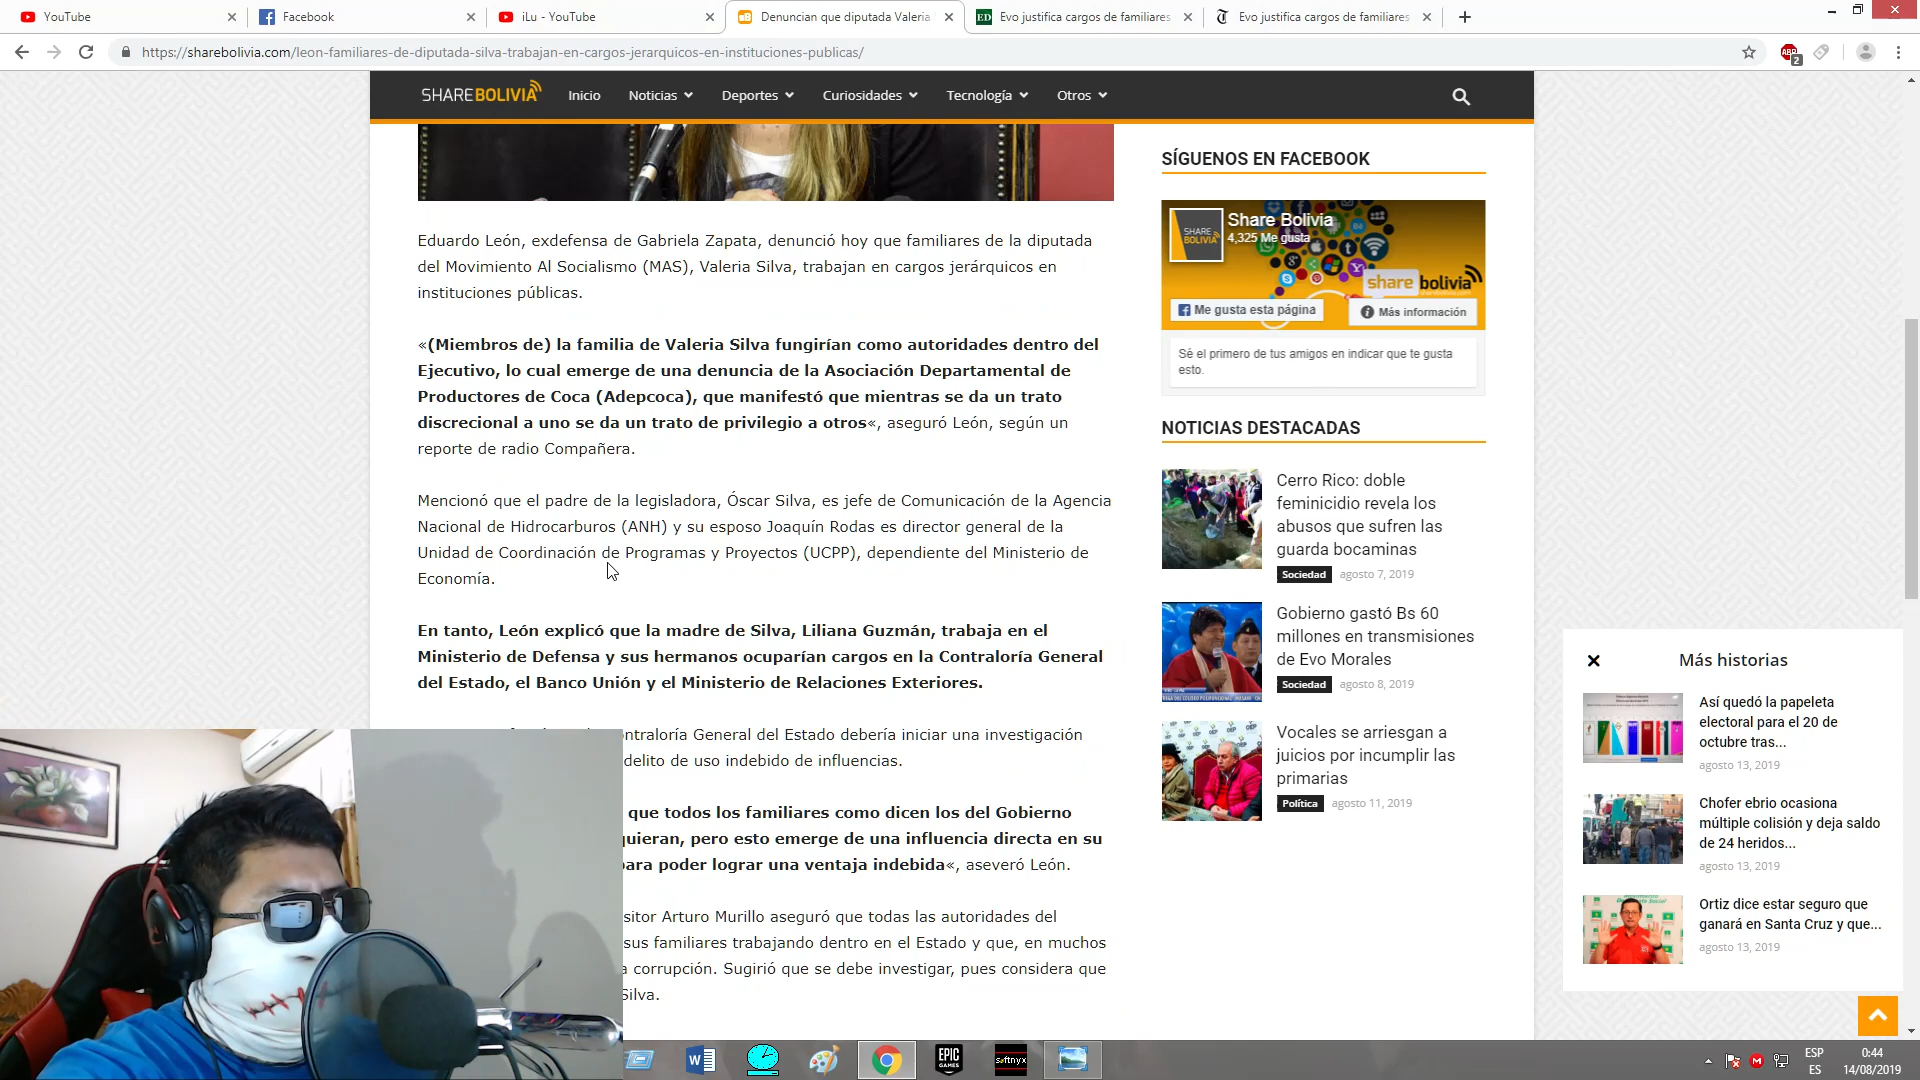 YouTube
Facebook
iLu - YouTube
Denuncian que diputada Valeria
Evo justifica cargos de familiares
Evo justifica cargos de familiares
https://sharebolivia.com/leon-familiares-de-diputada-silva-trabajan-en-cargos-jerarquicos-en-instituciones-publicas/
SHAREBOLIVIA
Inicio
Noticias
Deportes
Curiosidades
Tecnología
Otros
Eduardo León, exdefensa de Gabriela Zapata, denunció hoy que familiares de la diputada
del Movimiento Al Socialismo (MAS), Valeria Silva, trabajan en cargos jerárquicos en
instituciones públicas.
«(Miembros de) la familia de Valeria Silva fungirían como autoridades dentro del
Ejecutivo, lo cual emerge de una denuncia de la Asociación Departamental de
Productores de Coca (Adepcoca), que manifestó que mientras se da un trato
discrecional a uno se da un trato de privilegio a otros«, aseguró León, según un
reporte de radio Compañera.
Mencionó que el padre de la legisladora, Óscar Silva, es jefe de Comunicación de la Agencia
Nacional de Hidrocarburos (ANH) y su esposo Joaquín Rodas es director general de la
Unidad de Coordinación de Programas y Proyectos (UCPP), dependiente del Ministerio de
Economía.
En tanto, León explicó que la madre de Silva, Liliana Guzmán, trabaja en el
Ministerio de Defensa y sus hermanos ocuparían cargos en la Contraloría General
del Estado, el Banco Unión y el Ministerio de Relaciones Exteriores.
ontraloría General del Estado debería iniciar una investigación
delito de uso indebido de influencias.
que todos los familiares como dicen los del Gobierno
quieran, pero esto emerge de una influencia directa en su
para poder lograr una ventaja indebida«, aseveró León.
sitor Arturo Murillo aseguró que todas las autoridades del
sus familiares trabajando dentro en el Estado y que, en muchos
a corrupción. Sugirió que se debe investigar, pues considera que
Silva.
SÍGUENOS EN FACEBOOK
SHARE
BOLIVIA
Share Bolivia
4,325 Me gusta
share bolivia
Me gusta esta página
Más información
Sé el primero de tus amigos en indicar que te gusta
esto.
NOTICIAS DESTACADAS
Cerro Rico: doble
feminicidio revela los
abusos que sufren las
guarda bocaminas
Sociedad
agosto 7, 2019
Gobierno gastó Bs 60
millones en transmisiones
de Evo Morales
Sociedad
agosto 8, 2019
Vocales se arriesgan a
juicios por incumplir las
primarias
Política
agosto 11, 2019
Más historias
Así quedó la papeleta
electoral para el 20 de
octubre tras...
agosto 13, 2019
Chofer ebrio ocasiona
múltiple colisión y deja saldo
de 24 heridos...
agosto 13, 2019
Ortiz dice estar seguro que
ganará en Santa Cruz y que...
agosto 13, 2019
EPIC
GAMES
softnyx
ESP
ES
0:44
14/08/2019